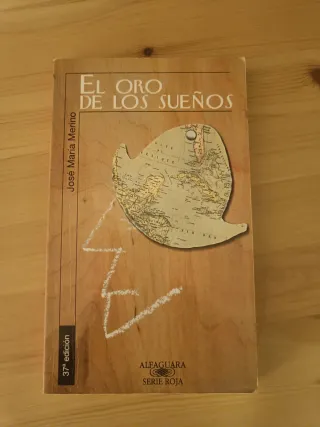 EL ORO
DE LOS SUEÑOS
José María Merino
37ª edición
ALFAGUARA
SERIE ROJA